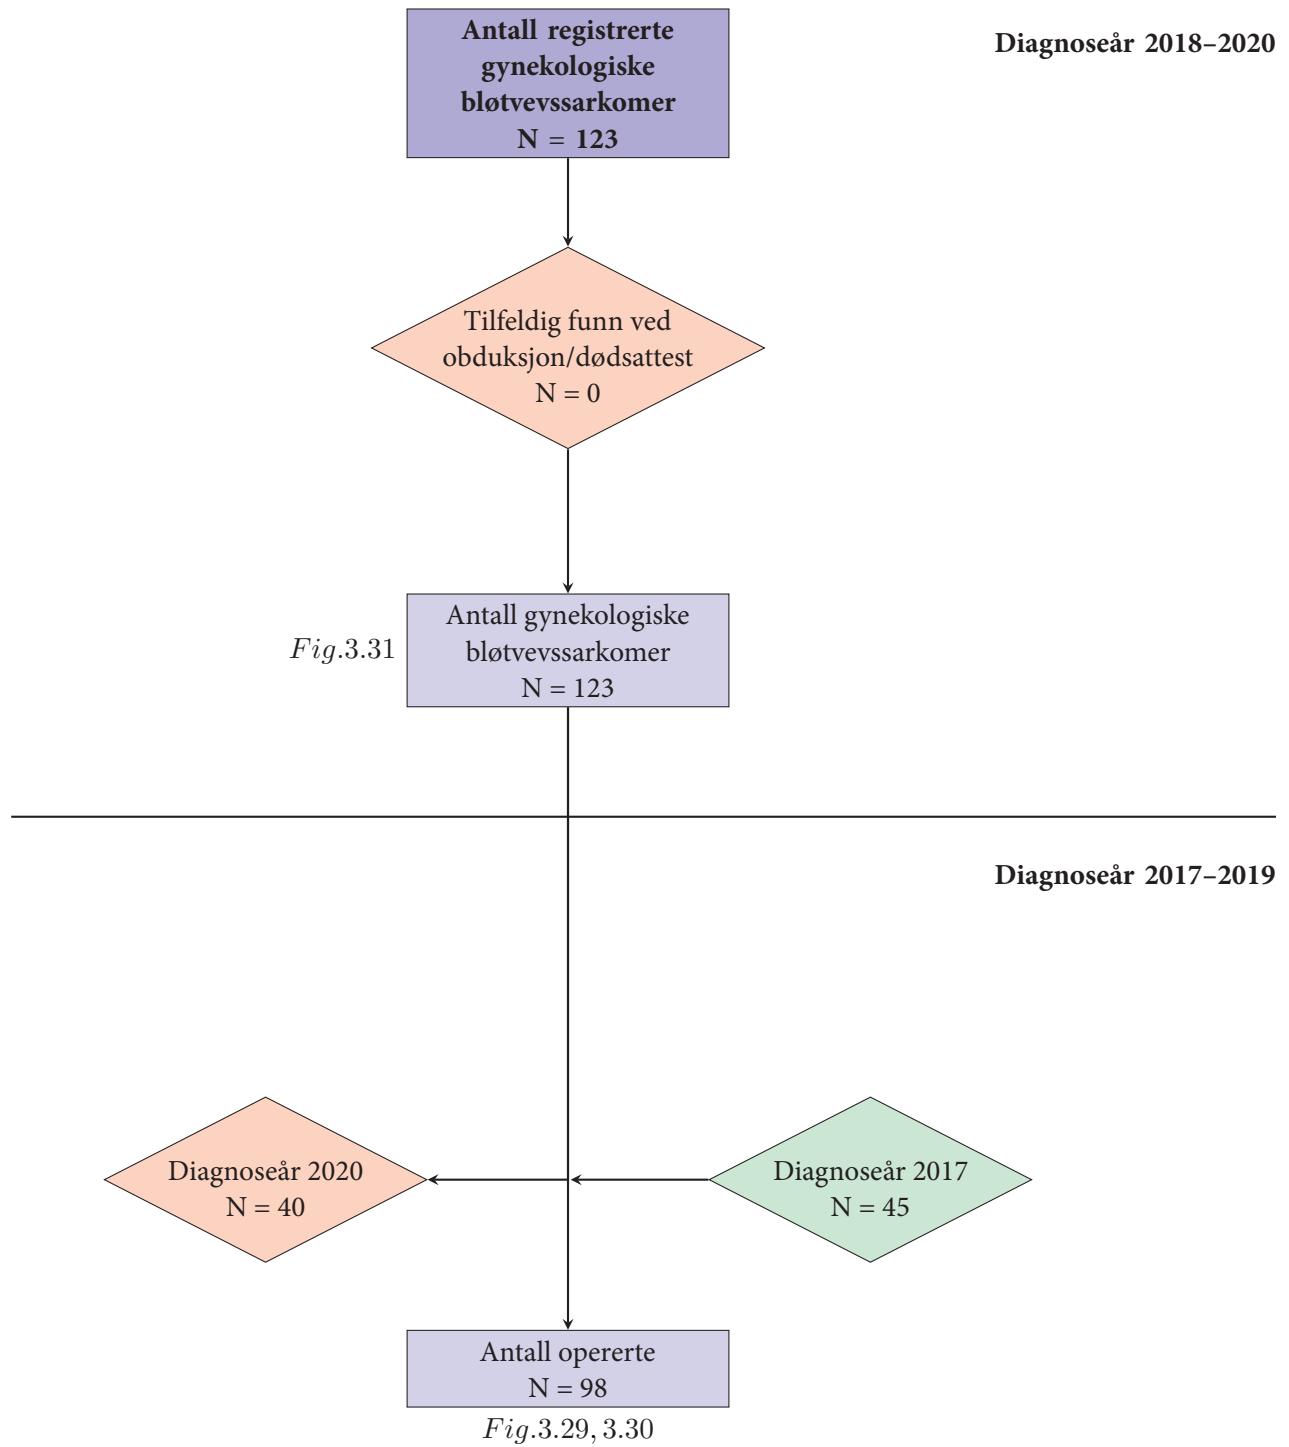 Antall registrerte
gynekologiske
bløtvevssarkomer
N = 123
Diagnoseår 2018–2020
Tilfeldig funn ved
obduksjon/dødsattest
N = 0
Fig.3.31
Antall gynekologiske
bløtvevssarkomer
N = 123
Diagnoseår 2017–2019
Diagnoseår 2020
N = 40
Diagnoseår 2017
N = 45
Antall opererte
N = 98
Fig.3.29, 3.30